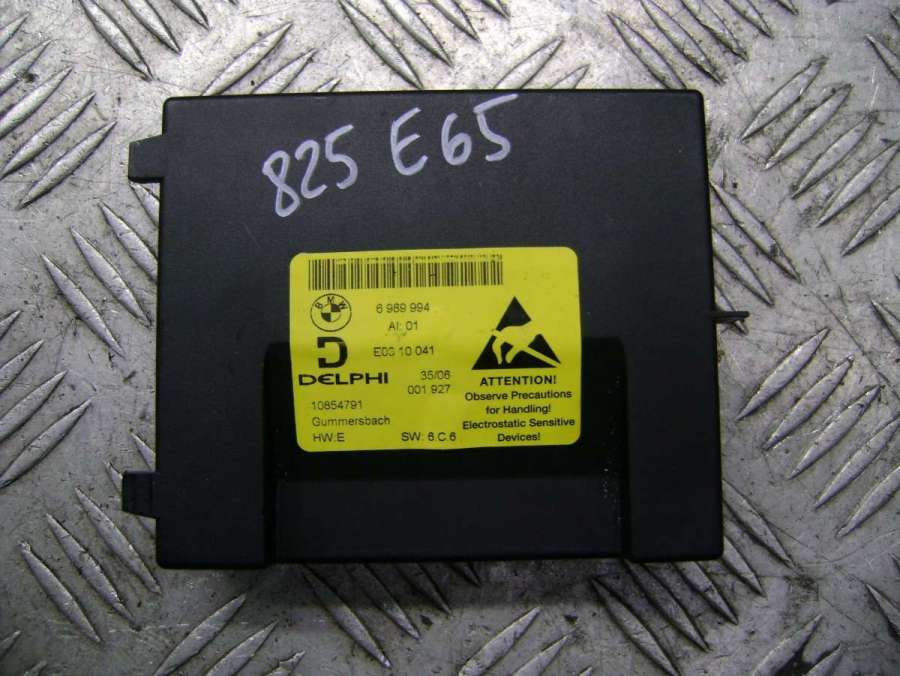 825 E65
BMW
6 989 994
AI: 01
D
E03 10 041
DELPHI
35/06
001 927
10854791
Gummersbach
HW:E
SW: 6.C.6
ATTENTION!
Observe Precautions
for Handling!
Electrostatic Sensitive
Devices!